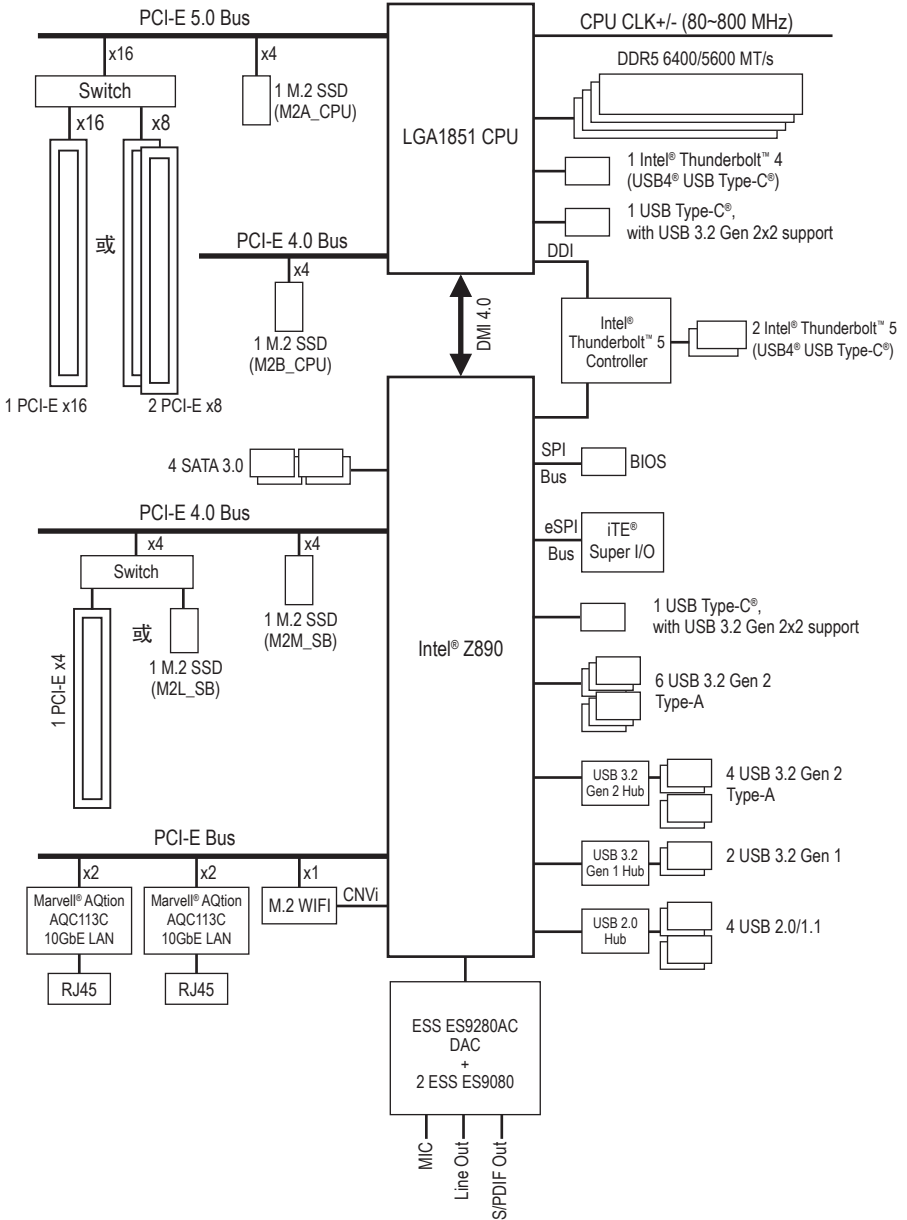 PCI-E 5.0 Bus
CPU CLK+/- (80~800 MHz)
x16
x4
DDR5 6400/5600 MT/s
Switch
1 M.2 SSD
(M2A_CPU)
x16
x8
LGA1851 CPU
1 Intel® Thunderbolt™ 4
(USB4® USB Type-C®)
1 USB Type-C®,
with USB 3.2 Gen 2x2 support
或
PCI-E 4.0 Bus
DDI
x4
1 M.2 SSD
(M2B_CPU)
DMI 4.0
Intel®
Thunderbolt™ 5
Controller
2 Intel® Thunderbolt™ 5
(USB4® USB Type-C®)
1 PCI-E x16
2 PCI-E x8
4 SATA 3.0
SPI
Bus
BIOS
PCI-E 4.0 Bus
x4
x4
eSPI
Bus
iTE®
Super I/O
Switch
1 M.2 SSD
(M2M_SB)
1 USB Type-C®,
with USB 3.2 Gen 2x2 support
或
1 PCI-E x4
1 M.2 SSD
(M2L_SB)
Intel® Z890
6 USB 3.2 Gen 2
Type-A
USB 3.2
Gen 2 Hub
4 USB 3.2 Gen 2
Type-A
PCI-E Bus
x2
x2
x1
USB 3.2
Gen 1 Hub
2 USB 3.2 Gen 1
Marvell® AQtion
AQC113C
10GbE LAN
Marvell® AQtion
AQC113C
10GbE LAN
M.2 WIFI
CNVi
USB 2.0
Hub
4 USB 2.0/1.1
RJ45
RJ45
ESS ES9280AC
DAC
+
2 ESS ES9080
MIC
Line Out
S/PDIF Out